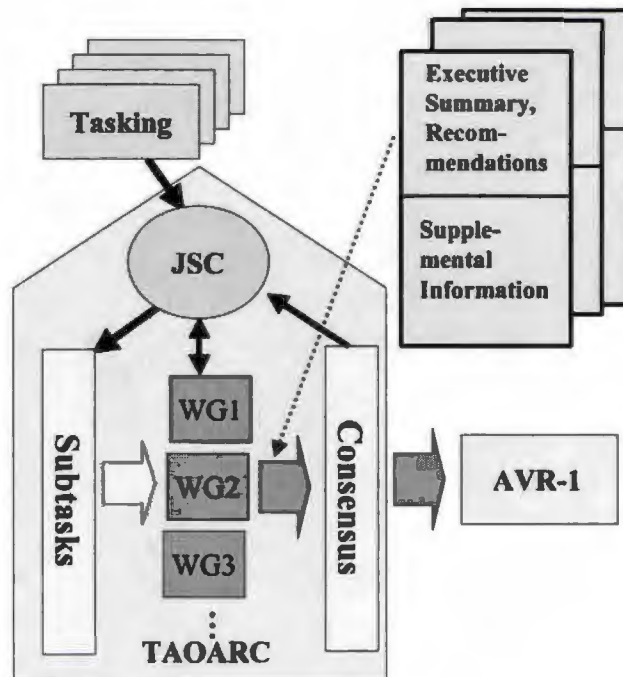 Tasking
Executive
Summary,
Recom-
mendations
Supple-
mental
Information
JSC
Subtasks
WG1
WG2
WG3
Consensus
AVR-1
TAOARC